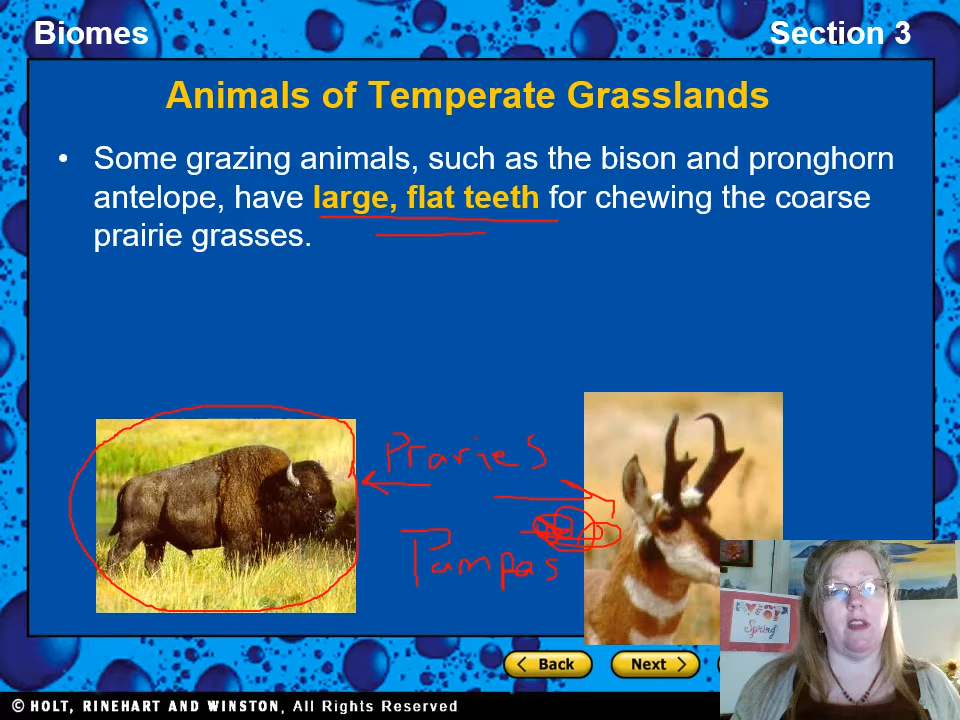 Biomes
Section 3
Animals of Temperate Grasslands
• Some grazing animals, such as the bison and pronghorn
antelope, have large, flat teeth for chewing the coarse
prairie grasses.
Praries
Pampas
Spring
Back
Next
© HOLT, RINEHART AND WINSTON, All Rights Reserved